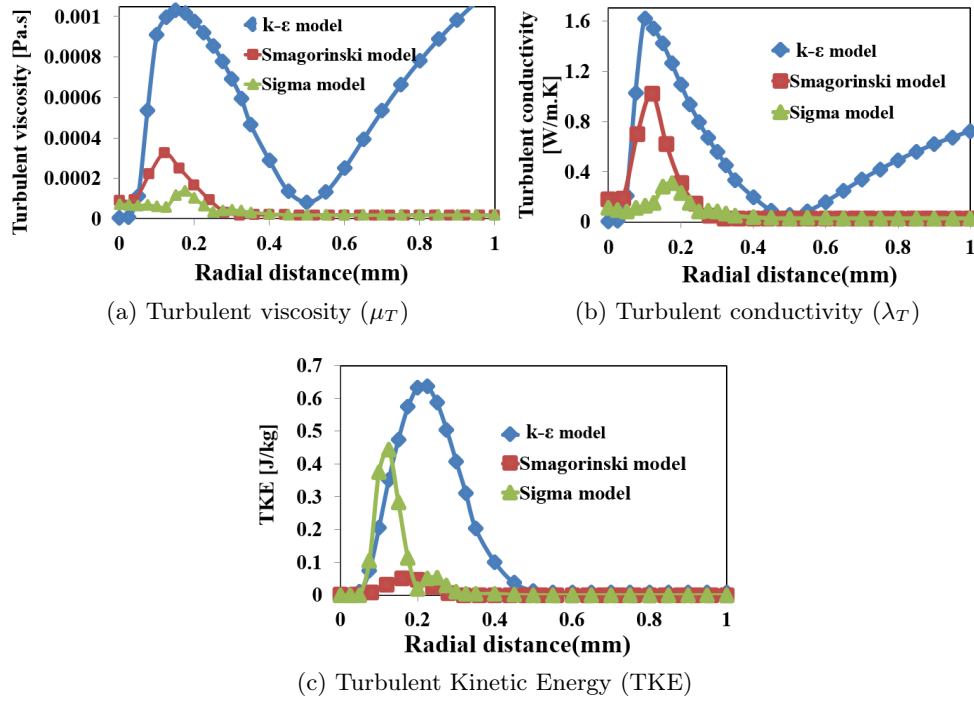 Turbulent viscosity [Pa.s]
0.001
0.0008
0.0006
0.0004
0.0002
0
k-ε model
Smagorinski model
Sigma model
0 0.2 0.4 0.6 0.8 1
Radial distance(mm)
(a) Turbulent viscosity (μT)
Turbulent conductivity
[W/m.K]
1.6
1.2
0.8
0.4
0
k-ε model
Smagorinski model
Sigma model
0 0.2 0.4 0.6 0.8 1
Radial distance(mm)
(b) Turbulent conductivity (λT)
TKE [J/kg]
0.7
0.6
0.5
0.4
0.3
0.2
0.1
0
k-ε model
Smagorinski model
Sigma model
0 0.2 0.4 0.6 0.8 1
Radial distance(mm)
(c) Turbulent Kinetic Energy (TKE)